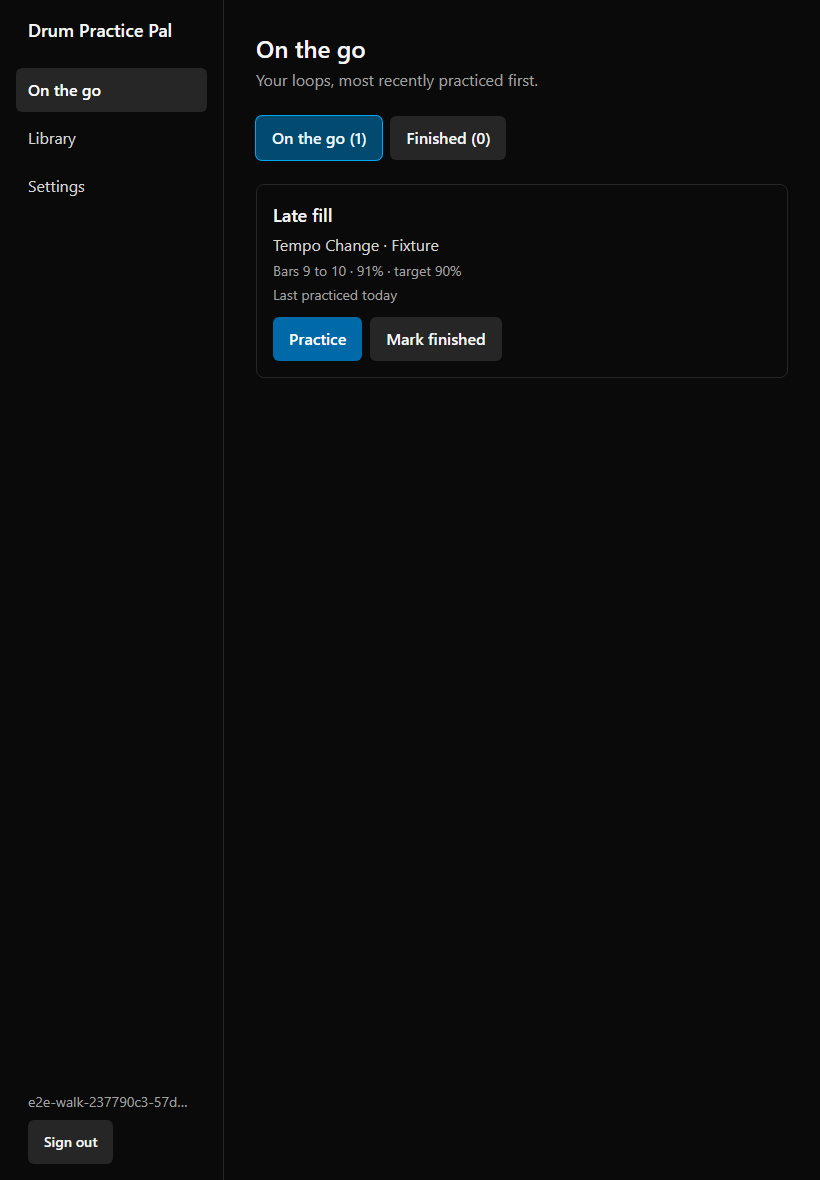 Drum Practice Pal
On the go
Library
Settings
e2e-walk-237790c3-57d...
Sign out
On the go
Your loops, most recently practiced first.
On the go (1)
Finished (0)
Late fill
Tempo Change · Fixture
Bars 9 to 10 · 91% · target 90%
Last practiced today
Practice
Mark finished